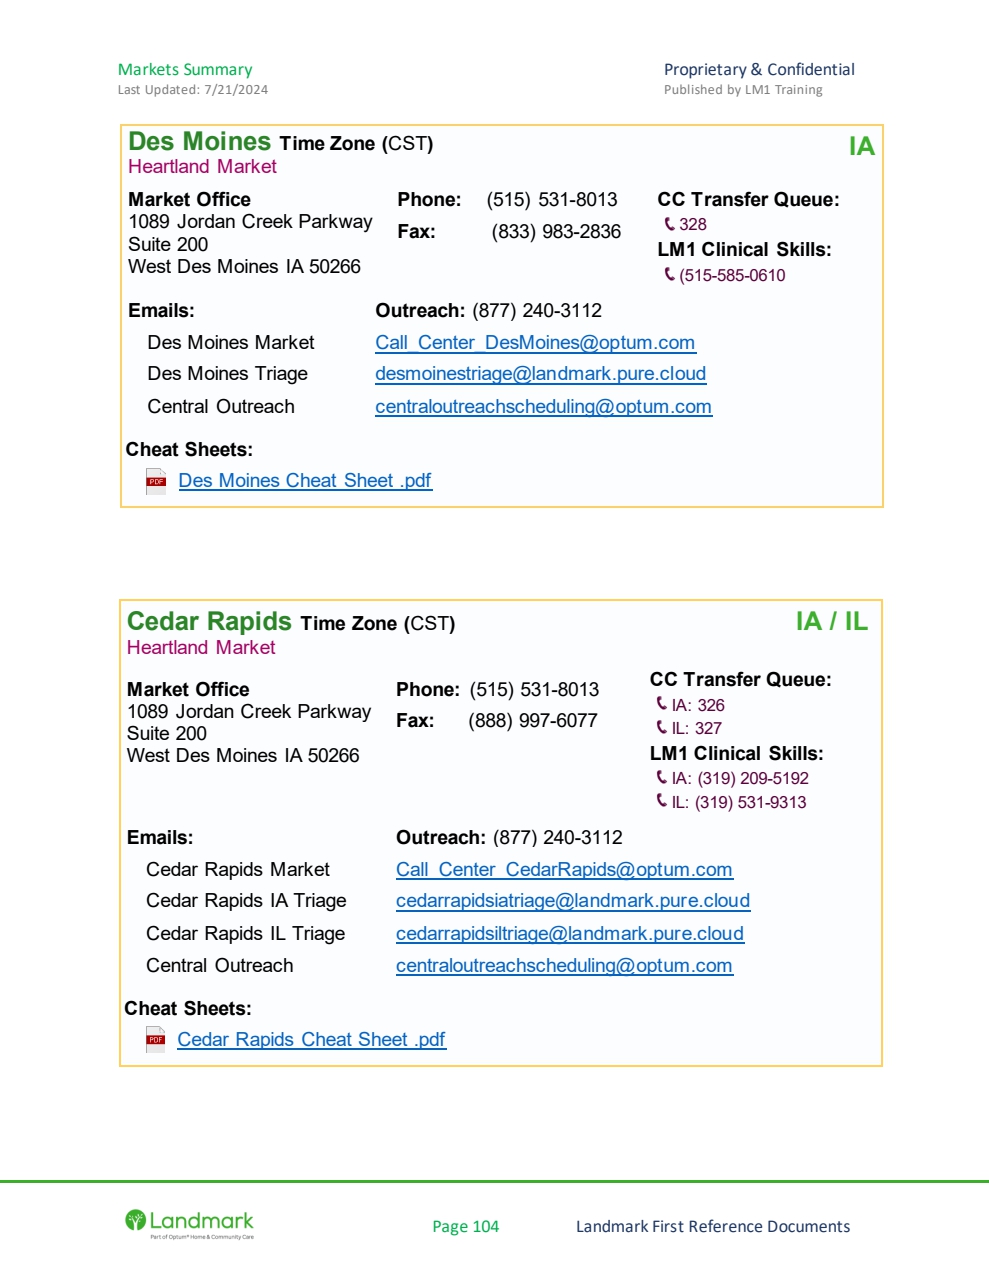 Markets Summary
Last Updated: 7/21/2024
Proprietary & Confidential
Published by LM1 Training
Des Moines Time Zone (CST)
IA
Heartland Market
Market Office
1089 Jordan Creek Parkway
Suite 200
West Des Moines IA 50266
Phone: (515) 531-8013
Fax: (833) 983-2836
CC Transfer Queue:
328
LM1 Clinical Skills:
(515-585-0610
Emails:
Outreach: (877) 240-3112
Des Moines Market Call_Center_DesMoines@optum.com
Des Moines Triage desmoinestriage@landmark.pure.cloud
Central Outreach centraloutreachscheduling@optum.com
Cheat Sheets:
PDF Des Moines Cheat Sheet .pdf
Cedar Rapids Time Zone (CST)
IA / IL
Heartland Market
Market Office
1089 Jordan Creek Parkway
Suite 200
West Des Moines IA 50266
Phone: (515) 531-8013
Fax: (888) 997-6077
CC Transfer Queue:
IA: 326
IL: 327
LM1 Clinical Skills:
IA: (319) 209-5192
IL: (319) 531-9313
Emails:
Outreach: (877) 240-3112
Cedar Rapids Market Call_Center_CedarRapids@optum.com
Cedar Rapids IA Triage cedarrapidsiatriage@landmark.pure.cloud
Cedar Rapids IL Triage cedarrapidsiltriage@landmark.pure.cloud
Central Outreach centraloutreachscheduling@optum.com
Cheat Sheets:
PDF Cedar Rapids Cheat Sheet .pdf
Landmark
Part of Optum® Home & Community Care
Page 104
Landmark First Reference Documents